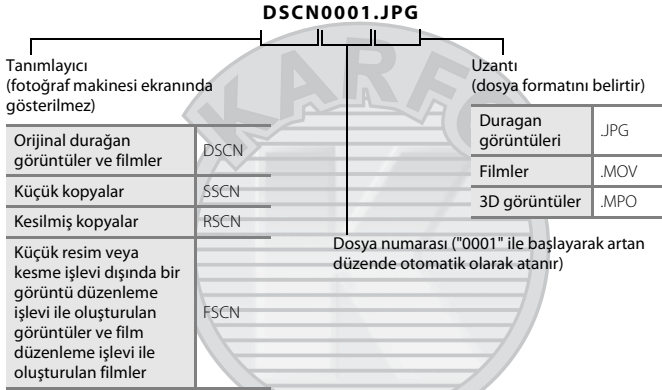 DSCN0001.JPG
Tanımlayıcı
(fotoğraf makinesi ekranında
gösterilmez)
Orijinal durağan
görüntüler ve filmler
DSCN
Küçük kopyalar
SSCN
Kesilmiş kopyalar
RSCN
Küçük resim veya
kesme işlevi dışında bir
görüntü düzenleme
işlevi ile oluşturulan
görüntüler ve film
düzenleme işlevi ile
oluşturulan filmler
FSCN
Uzantı
(dosya formatını belirtir)
Duragan
görüntüleri
.JPG
Filmler
.MOV
3D görüntüler
.MPO
Dosya numarası ("0001" ile başlayarak artan
düzende otomatik olarak atanır)
KARFO